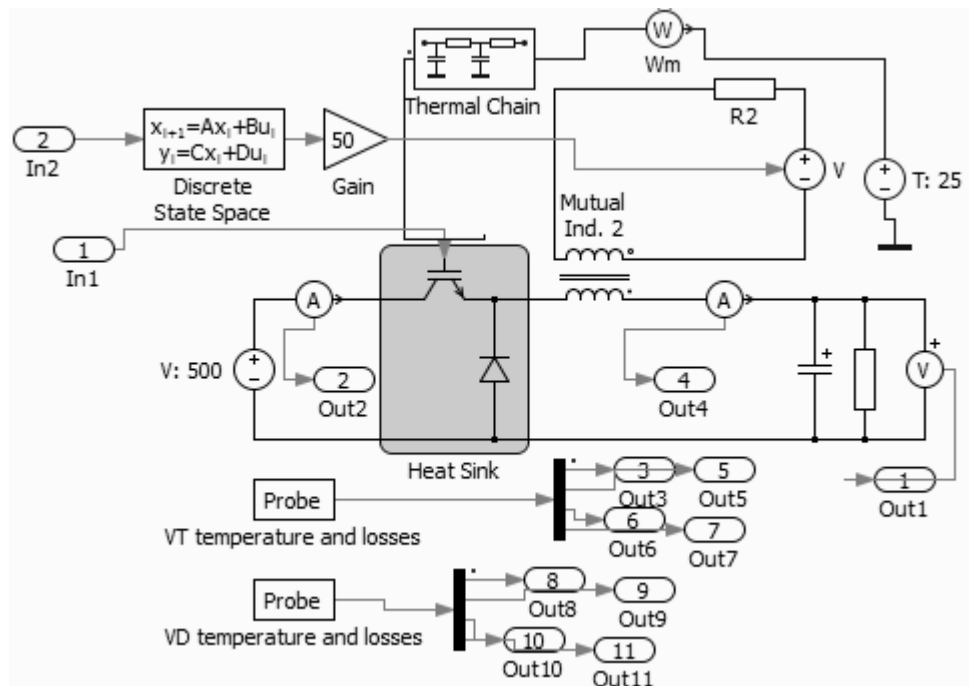 W
Wm
Thermal Chain
R2
2
In2
xᵢ₊₁=Axᵢ+Buᵢ
yᵢ=Cxᵢ+Duᵢ
Discrete
State Space
50
Gain
+
−
V
+
−
T: 25
Mutual
Ind. 2
1
In1
A
A
+
−
V: 500
2
Out2
4
Out4
+
+
V
Heat Sink
1
Out1
Probe
VT temperature and losses
3
Out3
5
Out5
6
Out6
7
Out7
Probe
VD temperature and losses
8
Out8
9
Out9
10
Out10
11
Out11